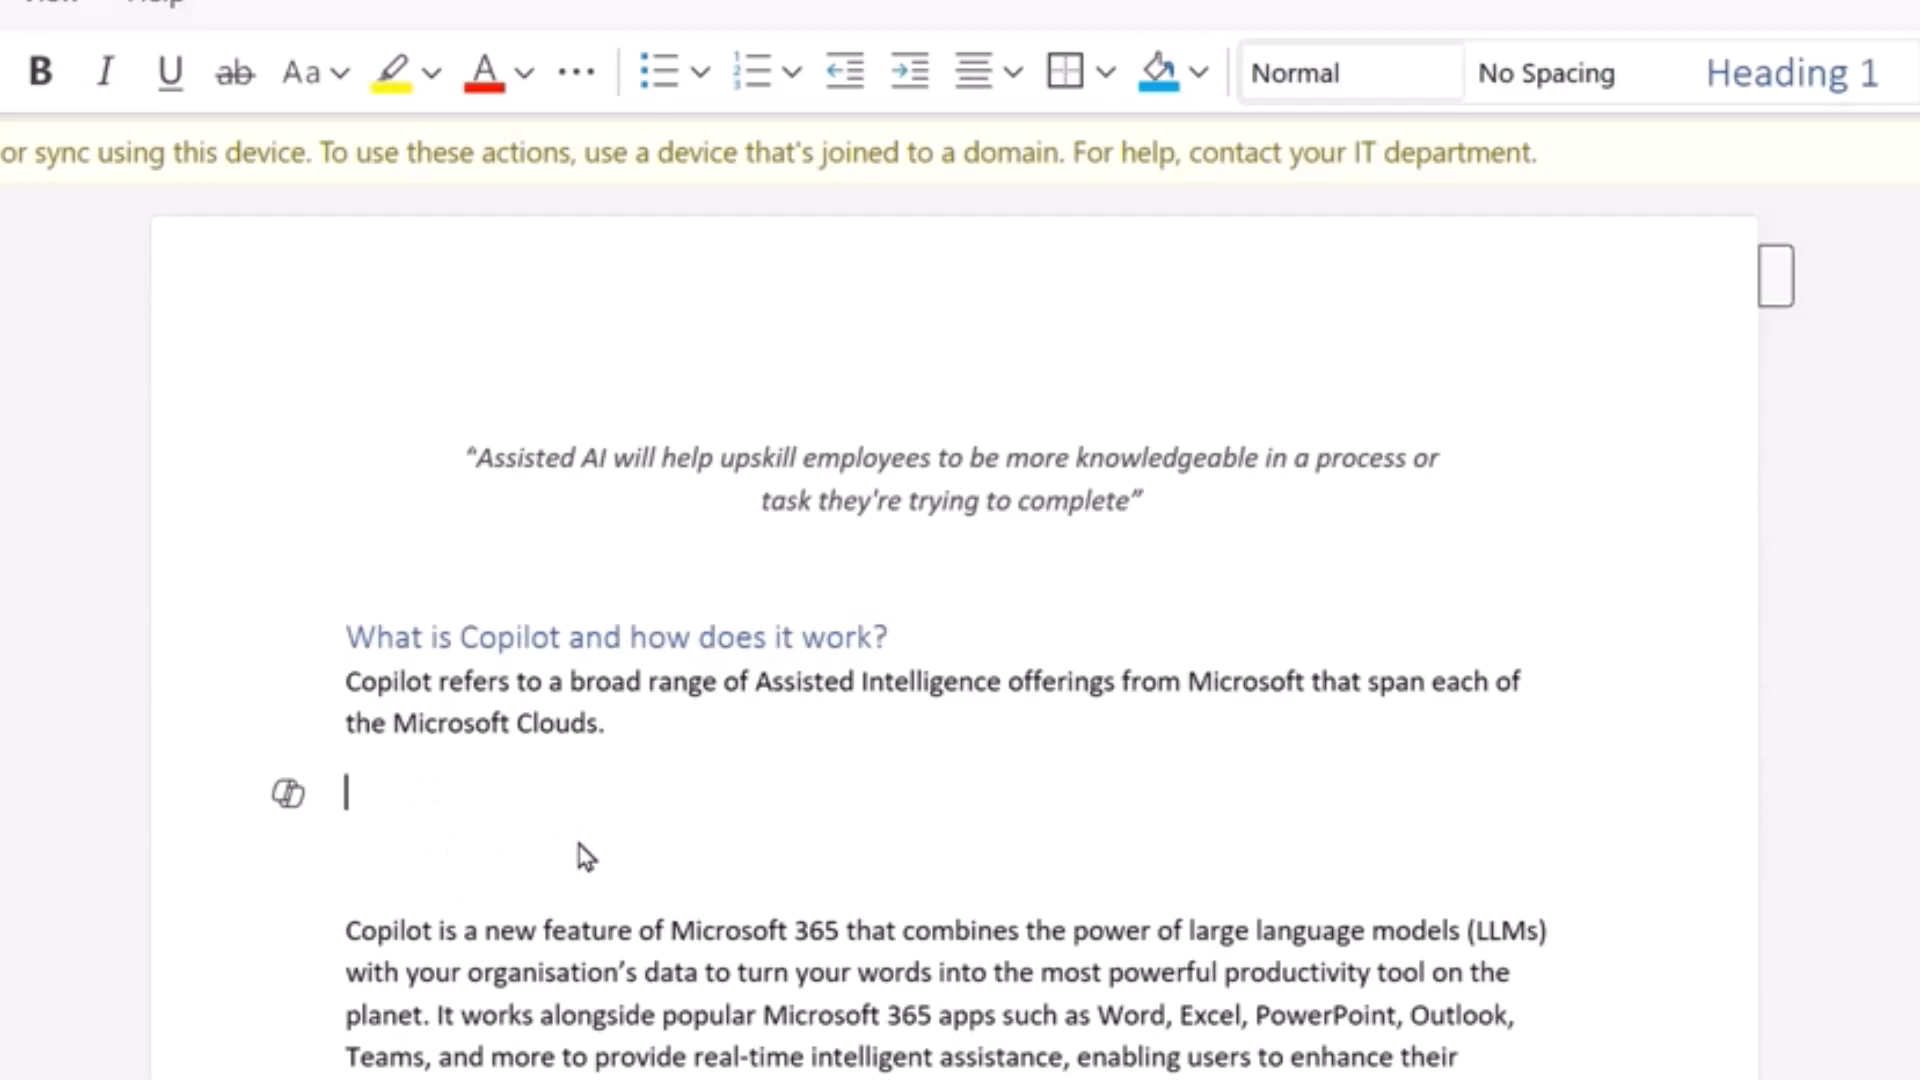 B I U ab Aa A Normal No Spacing Heading 1
or sync using this device. To use these actions, use a device that's joined to a domain. For help, contact your IT department.
“Assisted AI will help upskill employees to be more knowledgeable in a process or
task they're trying to complete”
What is Copilot and how does it work?
Copilot refers to a broad range of Assisted Intelligence offerings from Microsoft that span each of
the Microsoft Clouds.
Copilot is a new feature of Microsoft 365 that combines the power of large language models (LLMs)
with your organisation’s data to turn your words into the most powerful productivity tool on the
planet. It works alongside popular Microsoft 365 apps such as Word, Excel, PowerPoint, Outlook,
Teams, and more to provide real-time intelligent assistance, enabling users to enhance their